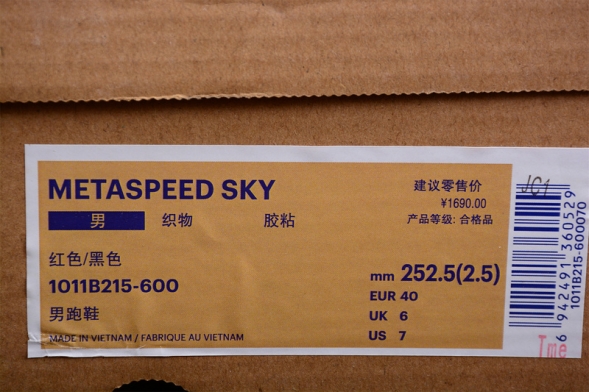 METASPEED SKY
男 织物 胶粘
建议零售价
¥1690.00
产品等级: 合格品
红色/黑色
1011B215-600
男跑鞋
MADE IN VIETNAM / FABRIQUE AU VIETNAM
mm 252.5(2.5)
EUR 40
UK 6
US 7
JC1
6 942491 360529
1011B215-600070
Tme